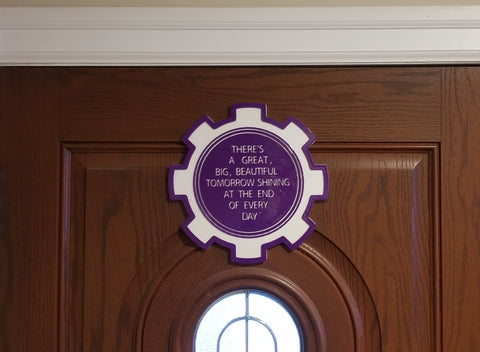 THERE'S
A GREAT,
BIG, BEAUTIFUL
TOMORROW SHINING
AT THE END
OF EVERY
DAY